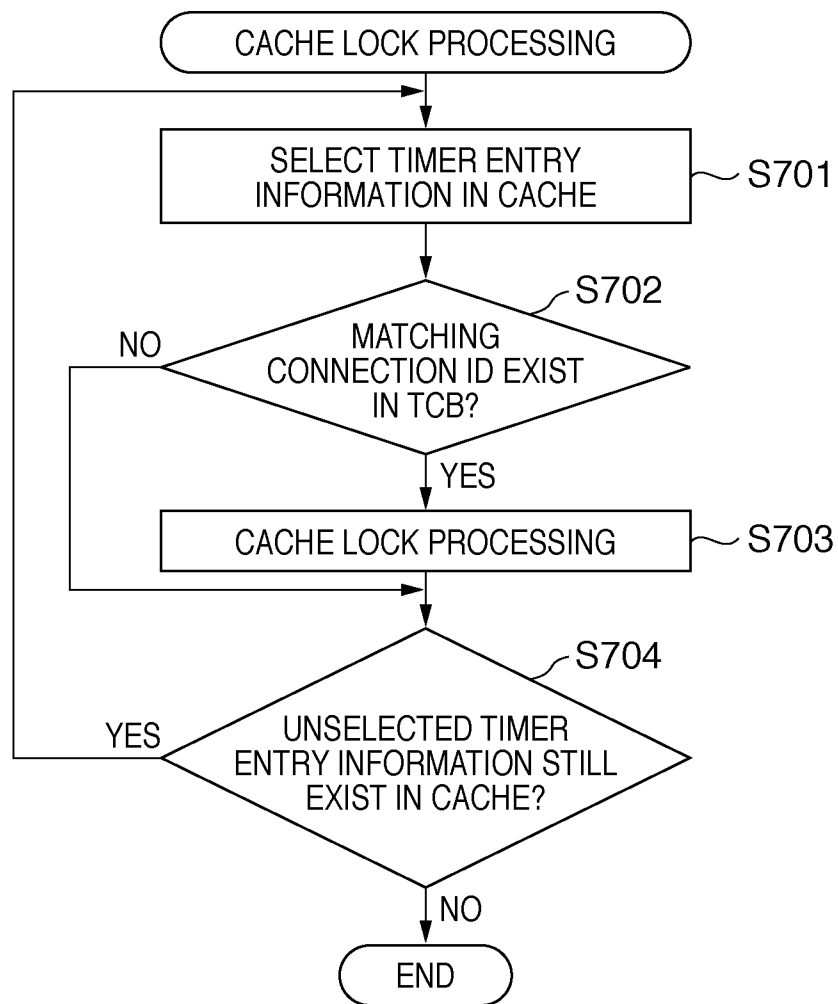 CACHE LOCK PROCESSING
SELECT TIMER ENTRY
INFORMATION IN CACHE
S701
S702
MATCHING
CONNECTION ID EXIST
IN TCB?
NO
YES
CACHE LOCK PROCESSING
S703
S704
UNSELECTED TIMER
ENTRY INFORMATION STILL
EXIST IN CACHE?
YES
NO
END